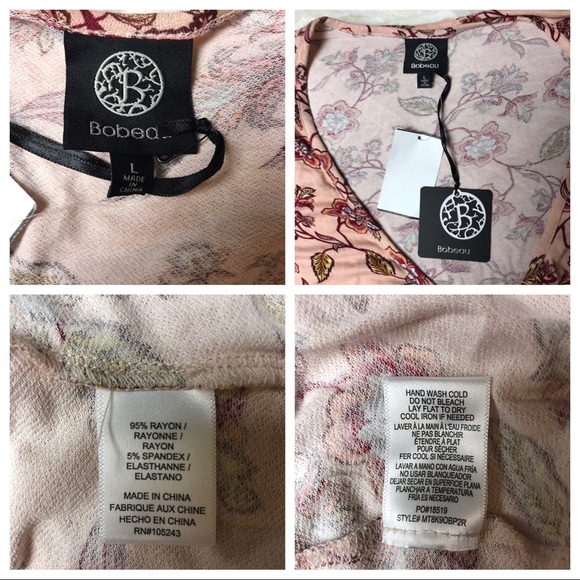 B
Bobeau
L
MADE
IN
CHINA
B
Bobeau
L
B
Bobeau
95% RAYON /
RAYONNE /
RAYON
5% SPANDEX /
ELASTHANNE /
ELASTANO
MADE IN CHINA
FABRIQUE AUX CHINE
HECHO EN CHINA
RN#105243
HAND WASH COLD
DO NOT BLEACH
LAY FLAT TO DRY
COOL IRON IF NEEDED
LAVER À LA MAIN À L'EAU FROIDE
NE PAS BLANCHIR
ÉTENDRE À PLAT
POUR SÉCHER
FER COOL SI NÉCESSAIRE
LAVAR A MANO CON AGUA FRÍA
NO USAR BLANQUEADOR
DEJAR SECAR EN SUPERFICIE PLANA
PLANCHAR A TEMPERATURA
FRÍA ES NECESARIO
PO#18519
STYLE# MT8K9OBP2R